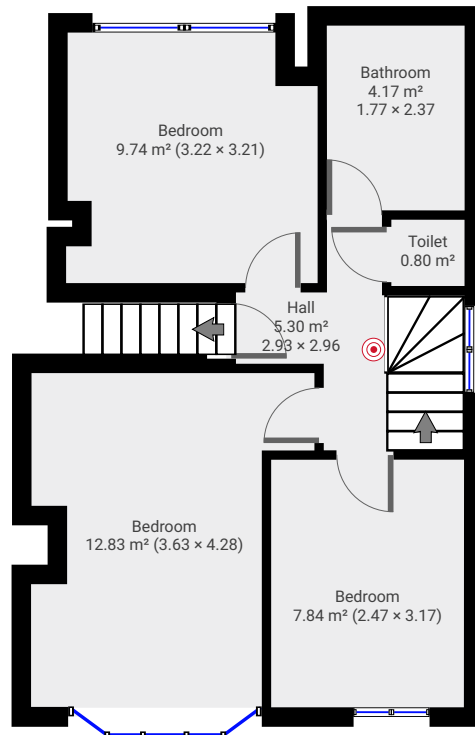 Bathroom
4.17 m²
1.77 × 2.37
Bedroom
9.74 m² (3.22 × 3.21)
Toilet
0.80 m²
Hall
5.30 m²
2.93 × 2.96
Bedroom
12.83 m² (3.63 × 4.28)
Bedroom
7.84 m² (2.47 × 3.17)